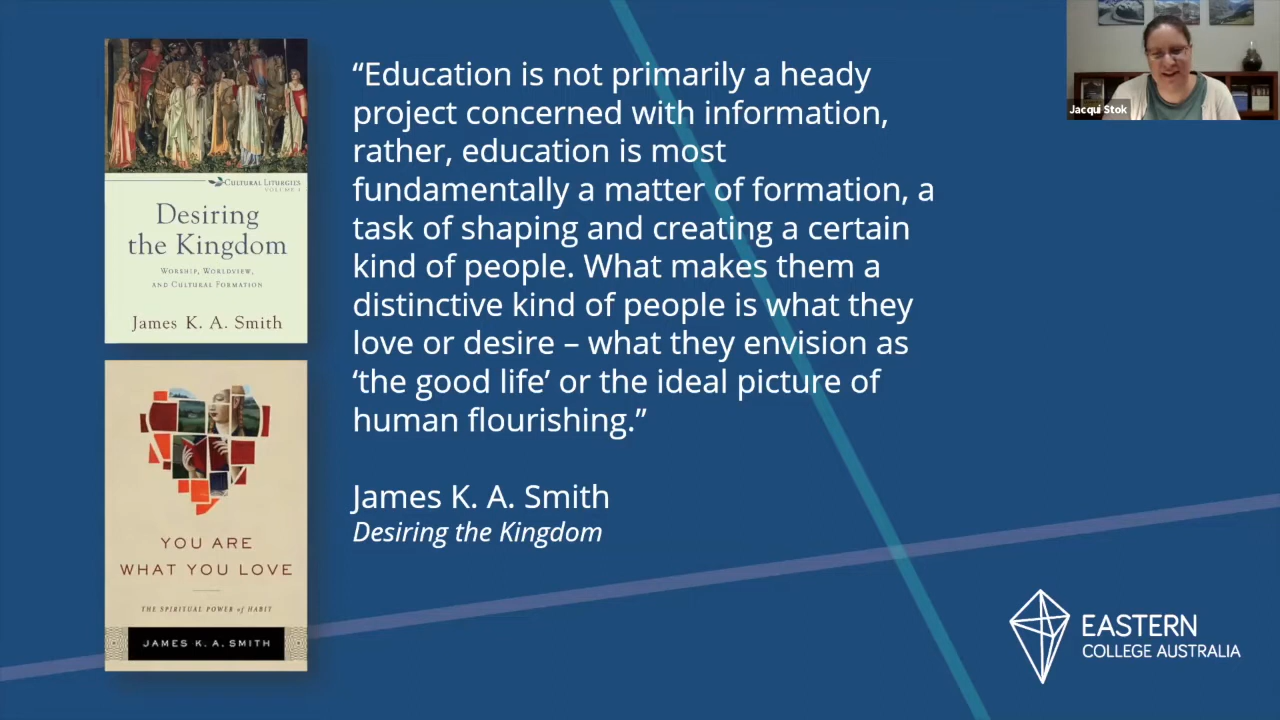 CULTURAL LITURGIES
VOLUME 1
Desiring
the Kingdom
WORSHIP, WORLDVIEW,
AND CULTURAL FORMATION
James K. A. Smith
YOU ARE
WHAT YOU LOVE
THE SPIRITUAL POWER of HABIT
JAMES K. A. SMITH
“Education is not primarily a heady
project concerned with information,
rather, education is most
fundamentally a matter of formation, a
task of shaping and creating a certain
kind of people. What makes them a
distinctive kind of people is what they
love or desire – what they envision as
‘the good life’ or the ideal picture of
human flourishing.”
James K. A. Smith
Desiring the Kingdom
Jacqui Stok
EASTERN
COLLEGE AUSTRALIA